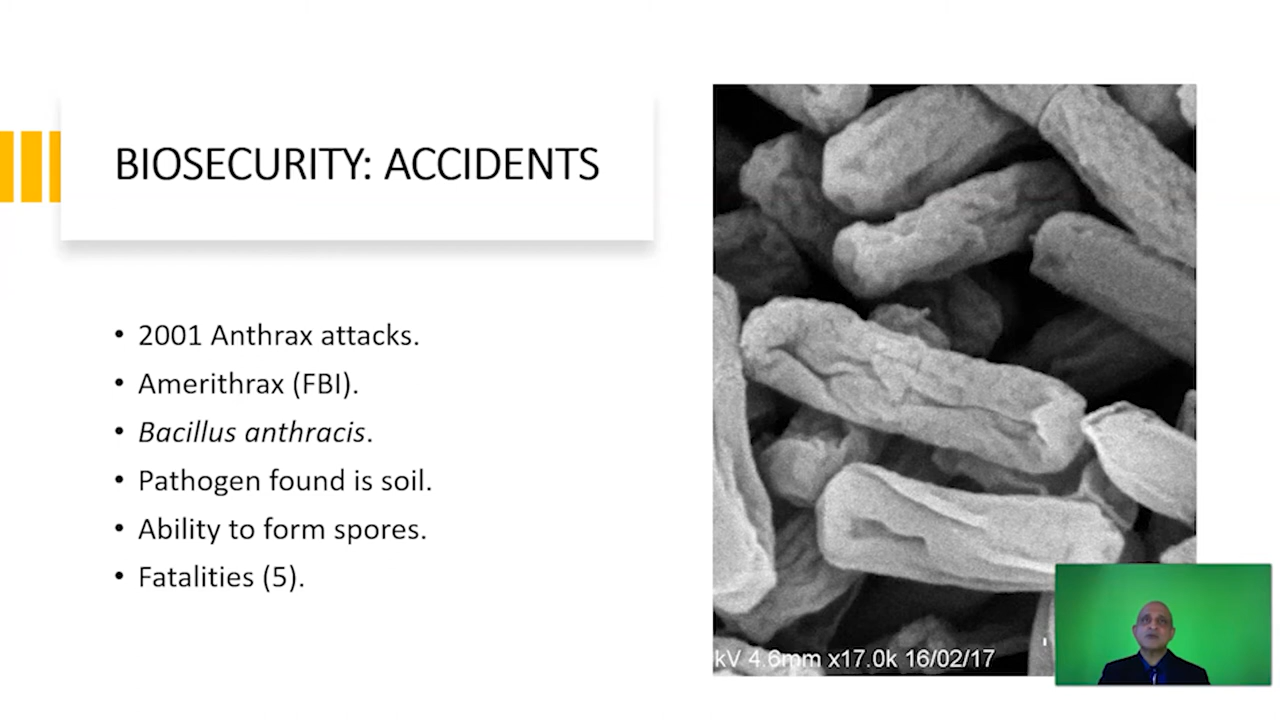 BIOSECURITY: ACCIDENTS
• 2001 Anthrax attacks.
• Amerithrax (FBI).
• Bacillus anthracis.
• Pathogen found is soil.
• Ability to form spores.
• Fatalities (5).
kV 4.6mm x17.0k 16/02/17